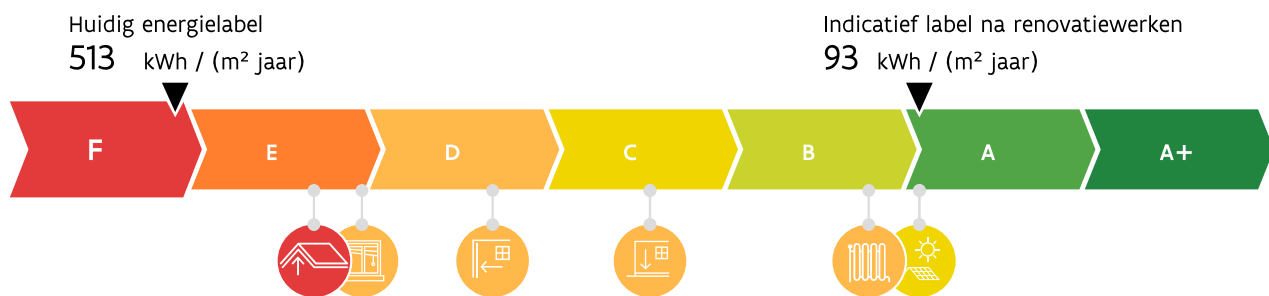 Huidig energielabel
513 kWh / (m² jaar)
Indicatief label na renovatiewerken
93 kWh / (m² jaar)
F E D C B A A+